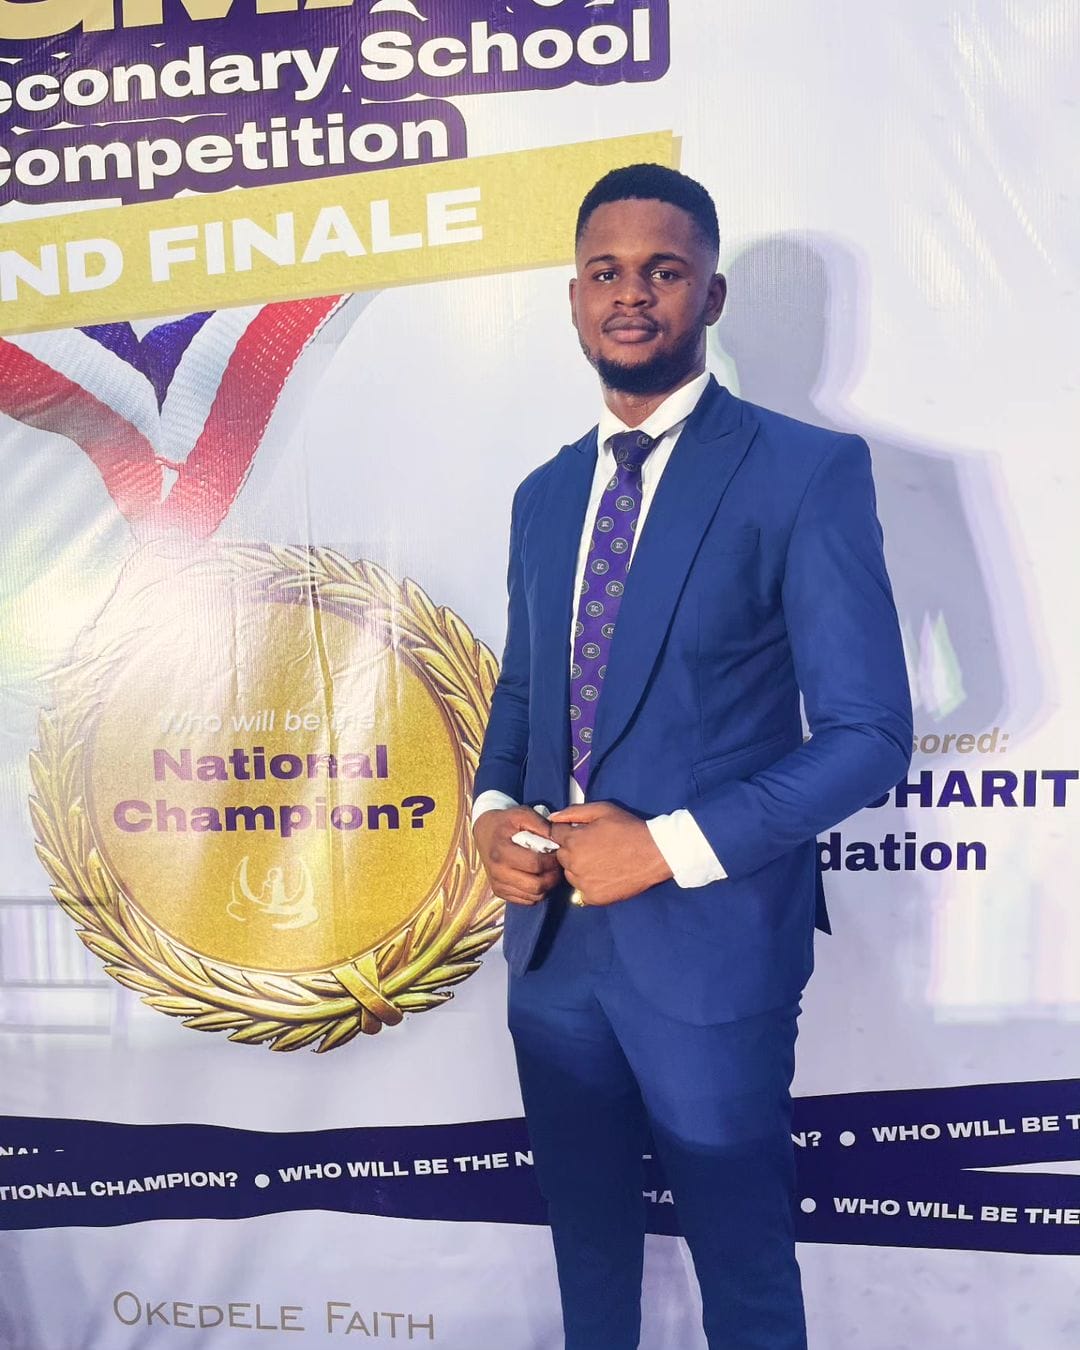 Secondary School
Competition
ND FINALE
Who will be the
National
Champion?
sored:
CHARIT
dation
TIONAL CHAMPION? ● WHO WILL BE THE N
N? ● WHO WILL BE T
HA
● WHO WILL BE THE
OKEDELE FAITH